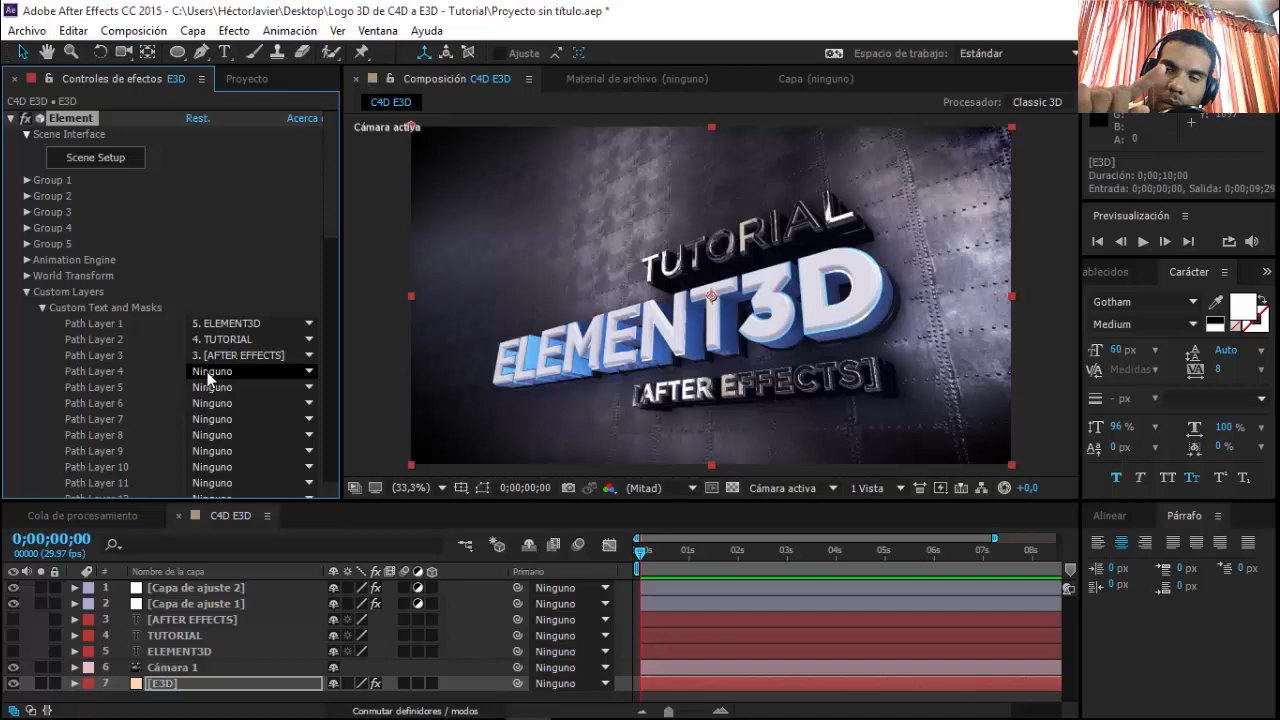 Adobe After Effects CC 2015 - C:\Users\HéctorJavier\Desktop\Logo 3D de C4D a E3D - Tutorial\Proyecto sin título.aep *
Archivo Editar Composición Capa Efecto Animación Ver Ventana Ayuda
Ajuste Espacio de trabajo: Estándar
Controles de efectos E3D Proyecto Composición C4D E3D Material de archivo (ninguno) Capa (ninguno)
C4D E3D • E3D C4D E3D Procesador: Classic 3D
Element Rest. Acerca
Cámara activa
Scene Interface
Scene Setup
Group 1
Group 2
Group 3
Group 4
Group 5
Animation Engine
World Transform
Custom Layers
Custom Text and Masks
Path Layer 1 5. ELEMENT3D
Path Layer 2 4. TUTORIAL
Path Layer 3 3. [AFTER EFFECTS]
Path Layer 4 Ninguno
Path Layer 5 Ninguno
Path Layer 6 Ninguno
Path Layer 7 Ninguno
Path Layer 8 Ninguno
Path Layer 9 Ninguno
Path Layer 10 Ninguno
Path Layer 11 Ninguno
TUTORIAL
ELEMENT3D
[AFTER EFFECTS]
(33,3%) 0;00;00;00 (Mitad) Cámara activa 1 Vista +0,0
G:
B:
A: 0
[E3D]
Duración: 0;00;10;00
Entrada: 0;00;00;00, Salida: 0;00;09;29
Previsualización
ablecidos Carácter
Gotham
Medium
60 px Auto
Medidas 8
- px
96 % 100 %
0 px 0 %
T T TT Tт T¹ T₁
Alinear Párrafo
0 px 0 px 0 px
0 px 0 px
Cola de procesamiento C4D E3D
0;00;00;00
00000 (29.97 fps)
# Nombre de la capa Primario
01s 02s 03s 04s 05s 06s 07s 08s
1 [Capa de ajuste 2] Ninguno
2 [Capa de ajuste 1] Ninguno
3 [AFTER EFFECTS] Ninguno
4 TUTORIAL Ninguno
5 ELEMENT3D Ninguno
6 Cámara 1 Ninguno
7 [E3D] Ninguno
Conmutar definidores / modos